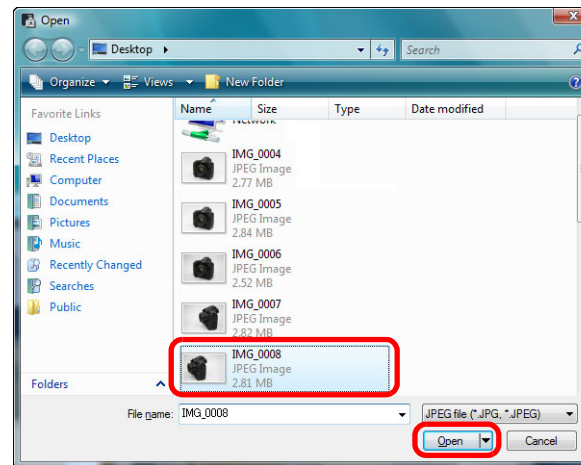 Open
Desktop
Search
Organize Views New Folder
Favorite Links
Desktop
Recent Places
Computer
Documents
Pictures
Music
Recently Changed
Searches
Public
Folders
Name Size Type Date modified
Network
IMG_0004
JPEG Image
2.77 MB
IMG_0005
JPEG Image
2.84 MB
IMG_0006
JPEG Image
2.52 MB
IMG_0007
JPEG Image
2.82 MB
IMG_0008
JPEG Image
2.81 MB
File name: IMG_0008 JPEG file (*.JPG, *.JPEG)
Open Cancel